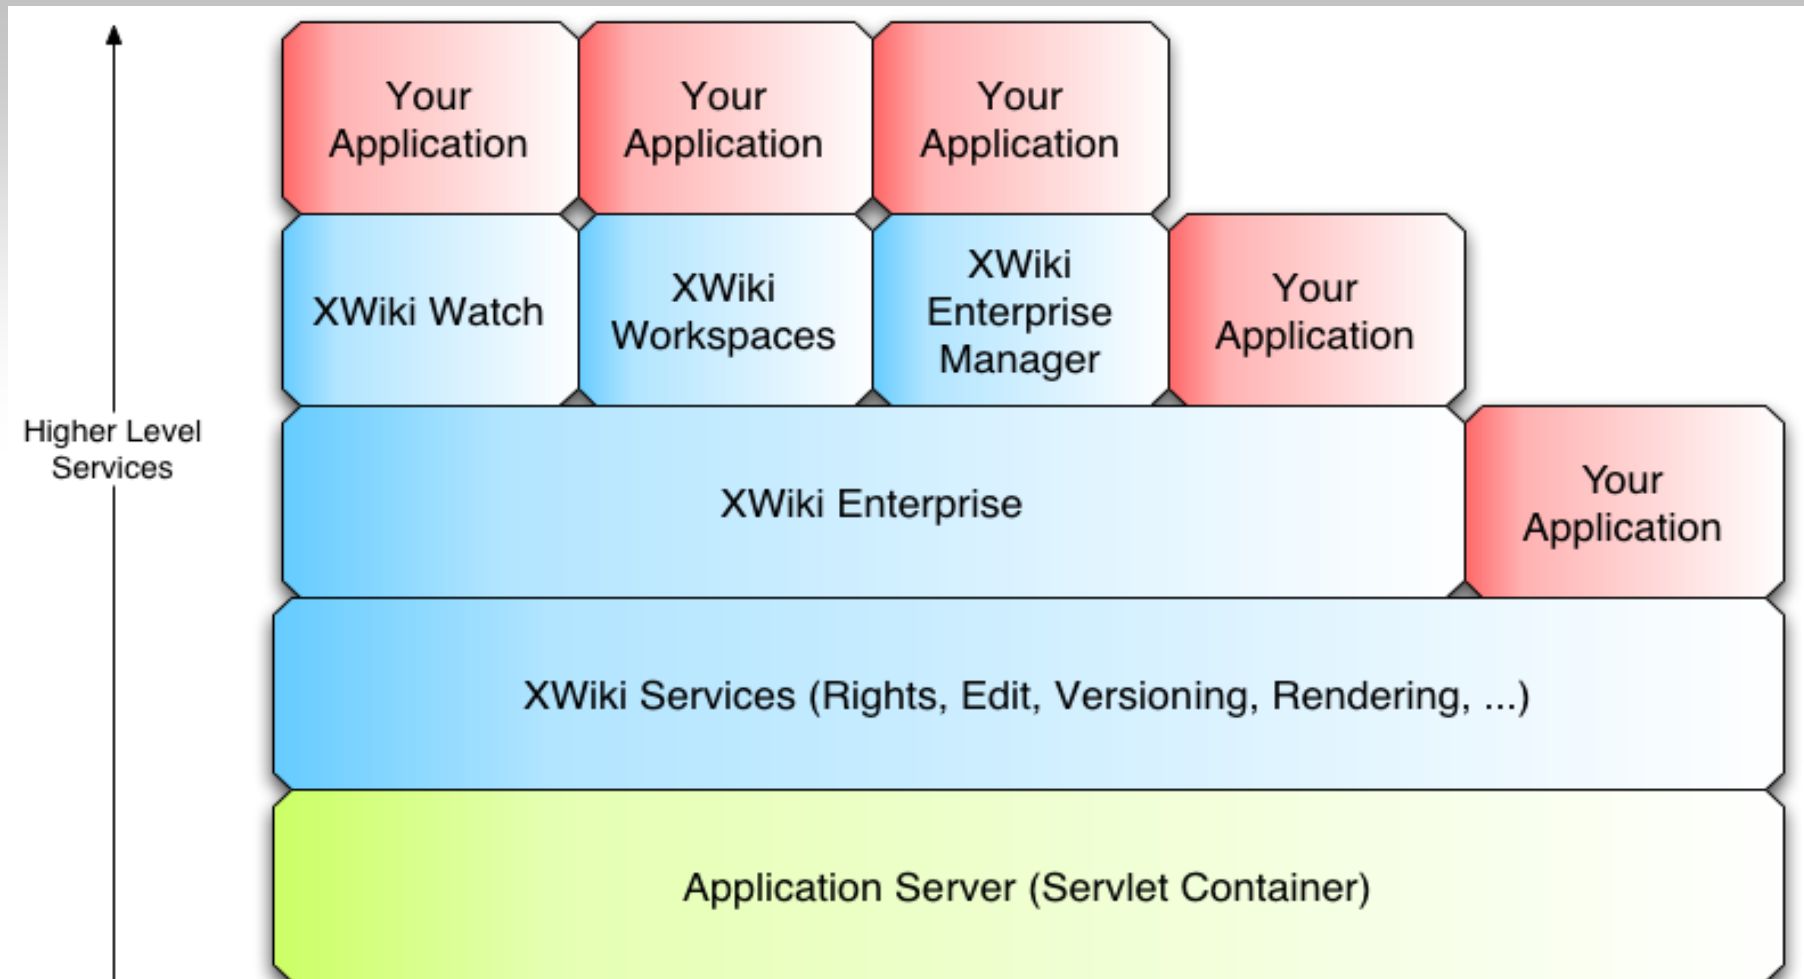 Your
Application
Your
Application
Your
Application
XWiki Watch
XWiki
Workspaces
XWiki
Enterprise
Manager
Your
Application
Higher Level
Services
XWiki Enterprise
Your
Application
XWiki Services (Rights, Edit, Versioning, Rendering, ...)
Application Server (Servlet Container)